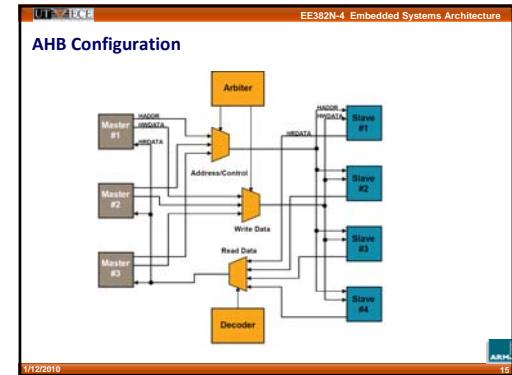 UT ECE
EE382N-4 Embedded Systems Architecture
AHB Configuration
Arbiter
Master
#1
HADDR
HWDATA
HRDATA
HADDR
HWDATA
HRDATA
Slave
#1
Address/Control
Master
#2
Slave
#2
Write Data
Master
#3
Read Data
Slave
#3
Decoder
Slave
#4
ARM
1/12/2010
15